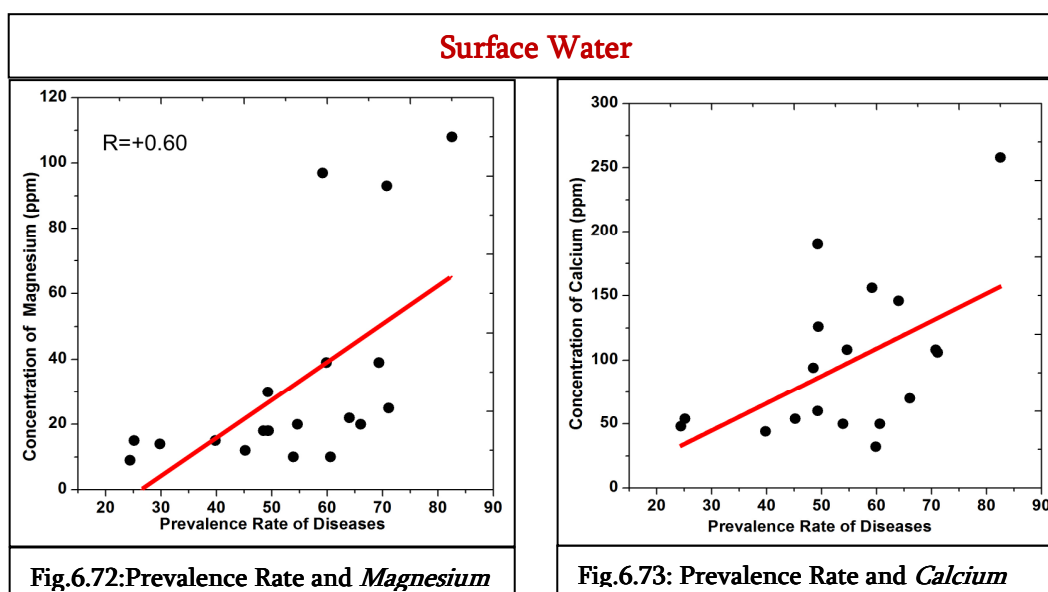 Surface Water
120
100
80
60
40
20
0
Concentration of Magnesium (ppm)
R=+0.60
20 30 40 50 60 70 80 90
Prevalence Rate of Diseases
Fig.6.72:Prevalence Rate and Magnesium
300
250
200
150
100
50
0
Concentration of Calcium (ppm)
20 30 40 50 60 70 80 90
Prevalence Rate of Diseases
Fig.6.73: Prevalence Rate and Calcium